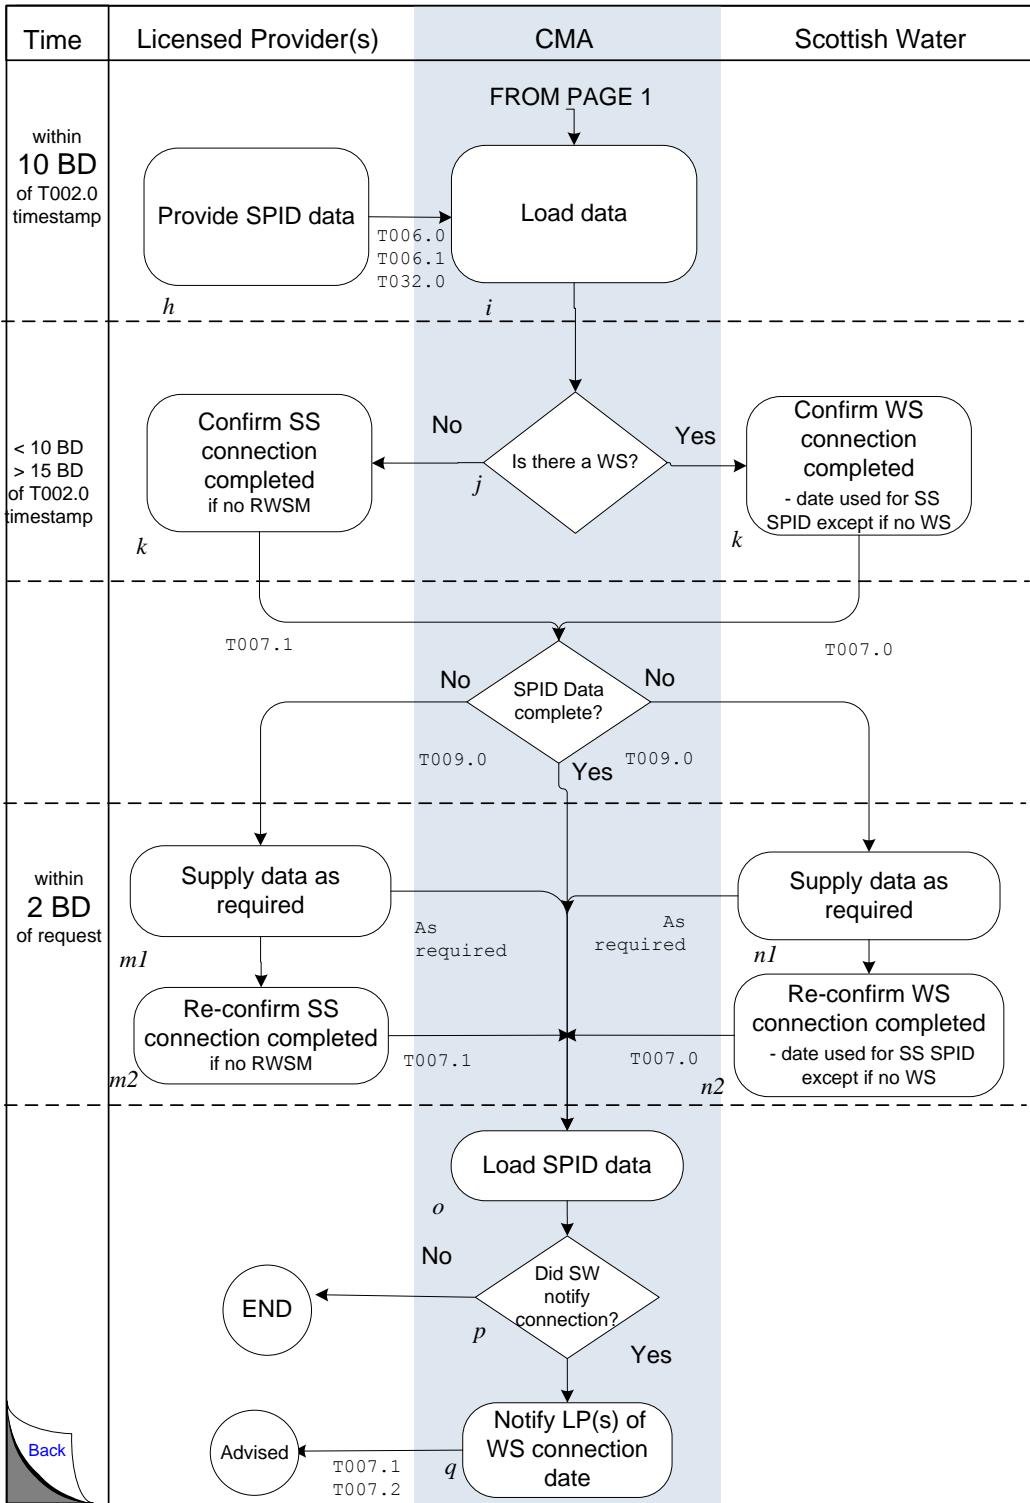 Time
Licensed Provider(s)
CMA
Scottish Water
FROM PAGE 1
within
10 BD
of T002.0
timestamp
Provide SPID data
T006.0
T006.1
T032.0
Load data
h
i
< 10 BD
> 15 BD
of T002.0
timestamp
Confirm SS
connection
completed
if no RWSM
k
No
Is there a WS?
j
Yes
Confirm WS
connection
completed
- date used for SS
SPID except if no WS
k
T007.1
T007.0
No
SPID Data
complete?
No
T009.0
Yes
T009.0
within
2 BD
of request
Supply data as
required
m1
As
required
As
required
Supply data as
required
n1
Re-confirm SS
connection completed
if no RWSM
m2
T007.1
T007.0
Re-confirm WS
connection completed
- date used for SS SPID
except if no WS
n2
Load SPID data
o
No
Did SW
notify
connection?
p
END
Yes
Notify LP(s) of
WS connection
date
q
T007.1
T007.2
Advised
Back